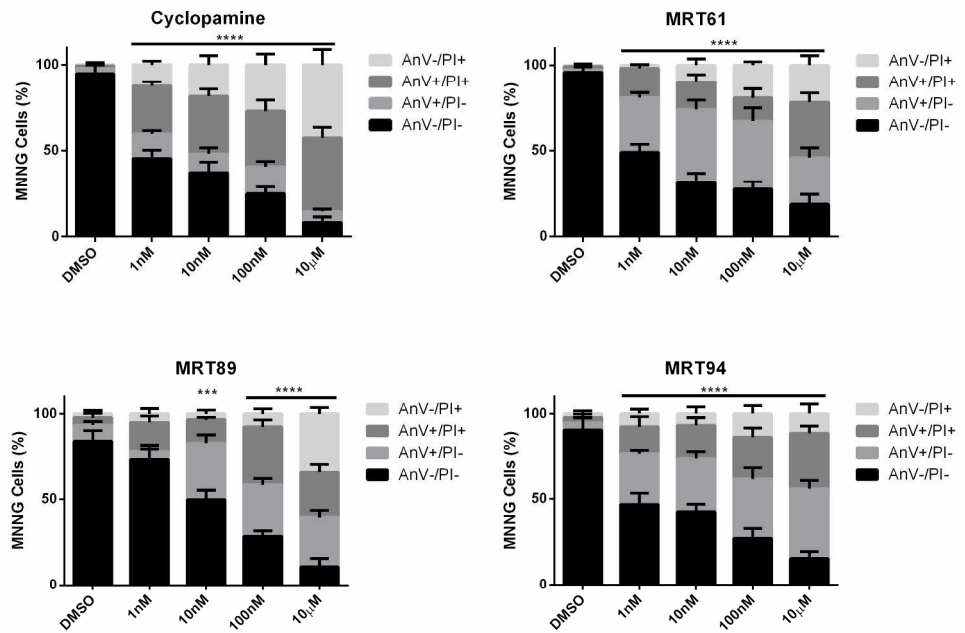 Cyclopamine
****
MNNG Cells (%)
100
50
0
DMSO
1nM
10nM
100nM
10μM
AnV-/PI+
AnV+/PI+
AnV+/PI-
AnV-/PI-
MRT61
****
MNNG Cells (%)
100
50
0
DMSO
1nM
10nM
100nM
10μM
AnV-/PI+
AnV+/PI+
AnV+/PI-
AnV-/PI-
MRT89
***
****
MNNG Cells (%)
100
50
0
DMSO
1nM
10nM
100nM
10μM
AnV-/PI+
AnV+/PI+
AnV+/PI-
AnV-/PI-
MRT94
****
MNNG Cells (%)
100
50
0
DMSO
1nM
10nM
100nM
10μM
AnV-/PI+
AnV+/PI+
AnV+/PI-
AnV-/PI-